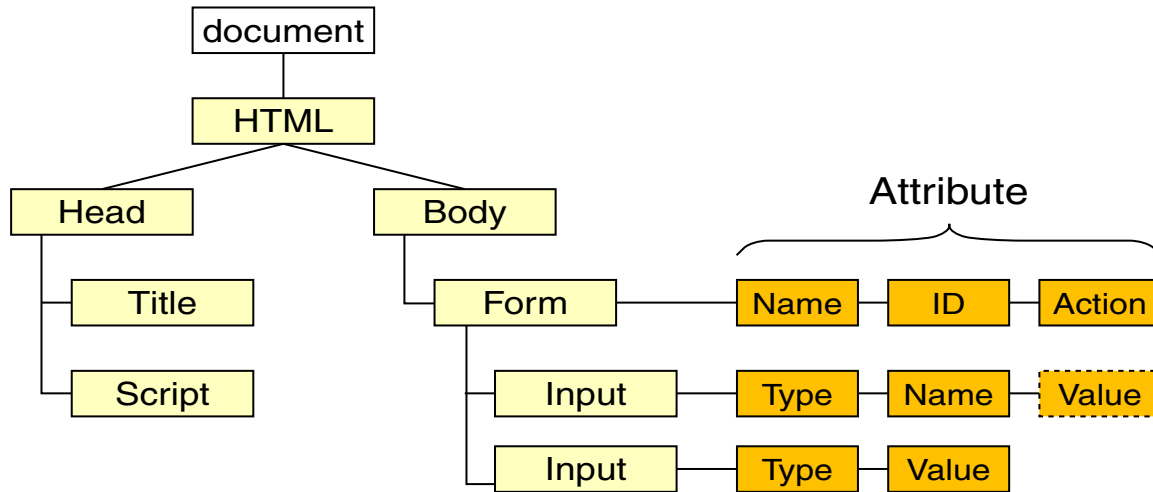 document
HTML
Head
Body
Attribute
Title
Form
Name
ID
Action
Script
Input
Type
Name
Value
Input
Type
Value